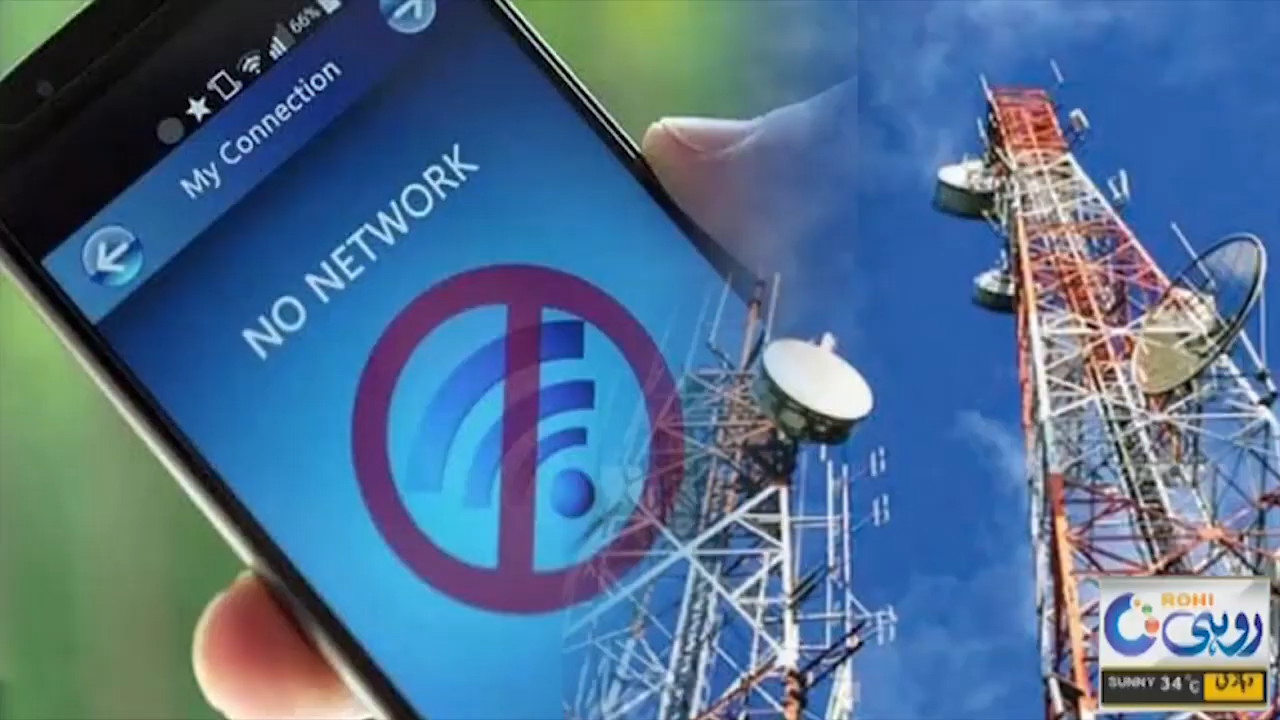 66%
My Connection
NO NETWORK
ROHI
روہی
SUNNY 34°C